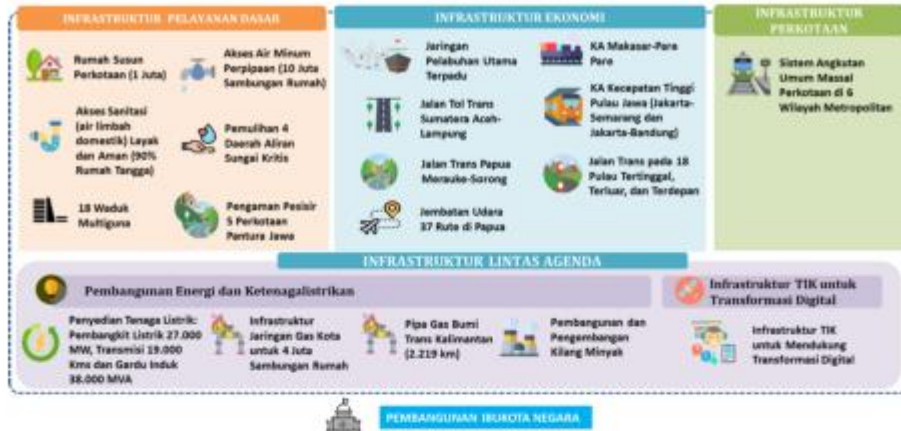 INFRASTRUKTUR PELAYANAN DASAR
Rumah Susun
Perkotaan (1 Juta)
Akses Air Minum
Perpipaan (10 Juta
Sambungan Rumah)
Akses Sanitasi
(air limbah
domestik) Layak
dan Aman (90%
Rumah Tangga)
Pemulihan 4
Daerah Aliran
Sungai Kritis
18 Waduk
Multiguna
Pengaman Pesisir
5 Perkotaan
Pantura Jawa
INFRASTRUKTUR EKONOMI
Jaringan
Pelabuhan Utama
Terpadu
KA Makasar-Pare
Pare
Jalan Tol Trans
Sumatera Aceh-
Lampung
KA Kecepatan Tinggi
Pulau Jawa (Jakarta-
Semarang dan
Jakarta-Bandung)
Jalan Trans Papua
Merauke-Sorong
Jalan Trans pada 18
Pulau Tertinggal,
Terluar, dan Terdepan
Jembatan Udara
37 Rute di Papua
INFRASTRUKTUR
PERKOTAAN
Sistem Angkutan
Umum Massal
Perkotaan di 6
Wilayah Metropolitan
INFRASTRUKTUR LINTAS AGENDA
Pembangunan Energi dan Ketenagalistrikan
Penyedian Tenaga Listrik:
Pembangkit Listrik 27.000
MW, Transmisi 19.000
Kms dan Gardu Induk
38.000 MVA
Infrastruktur
Jaringan Gas Kota
untuk 4 Juta
Sambungan Rumah
Pipa Gas Bumi
Trans Kalimantan
(2.219 km)
Pembangunan dan
Pengembangan
Kilang Minyak
Infrastruktur TIK untuk
Transformasi Digital
Infrastruktur TIK
untuk Mendukung
Transformasi Digital
PEMBANGUNAN IBUKOTA NEGARA